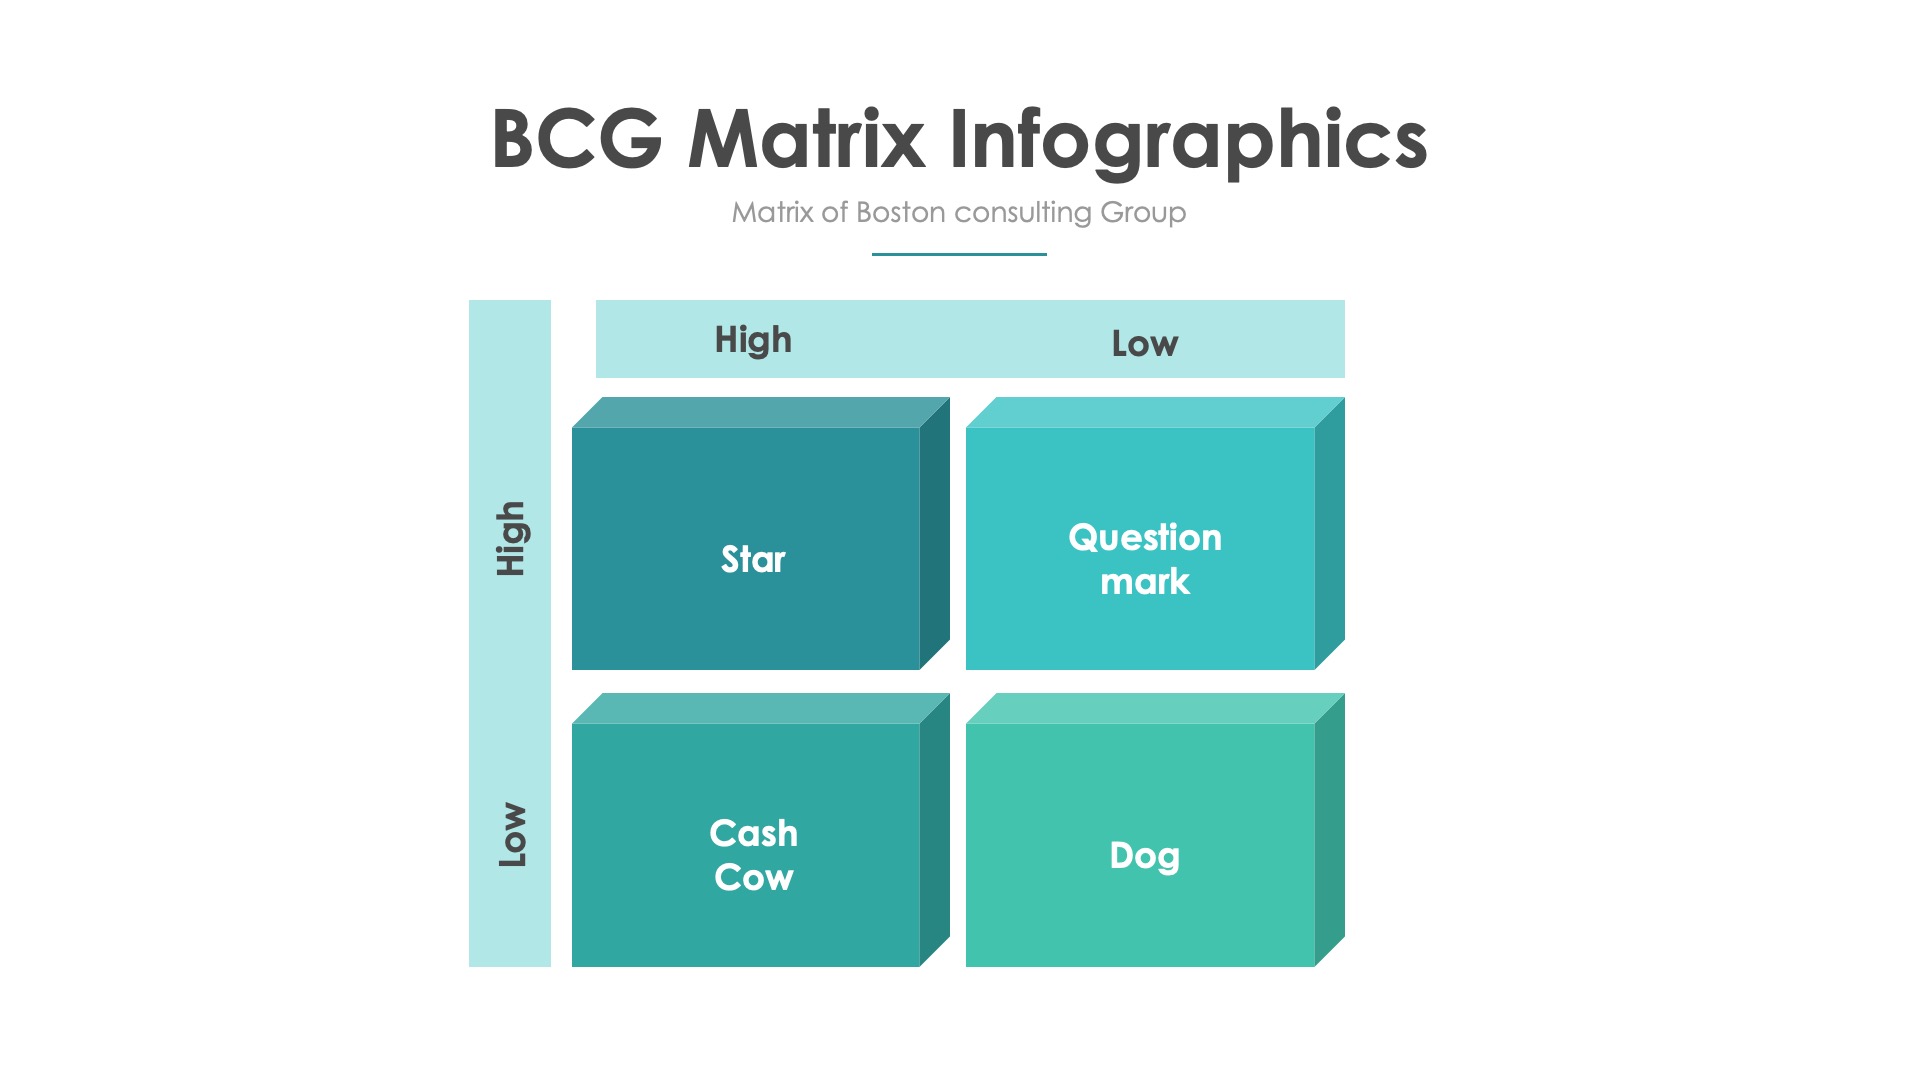 BCG Matrix Infographics
Matrix of Boston consulting Group
High
Low
High
Star
Question
mark
Low
Cash
Cow
Dog